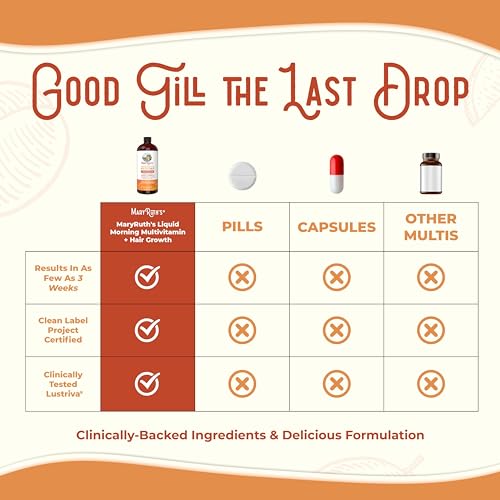 Good Till the Last Drop
MARYRUTH'S®
MaryRuth's Liquid
Morning Multivitamin
+ Hair Growth
PILLS
CAPSULES
OTHER
MULTIS
Results In As
Few As 3
Weeks
Clean Label
Project
Certified
Clinically
Tested
Lustriva®
Clinically-Backed Ingredients & Delicious Formulation